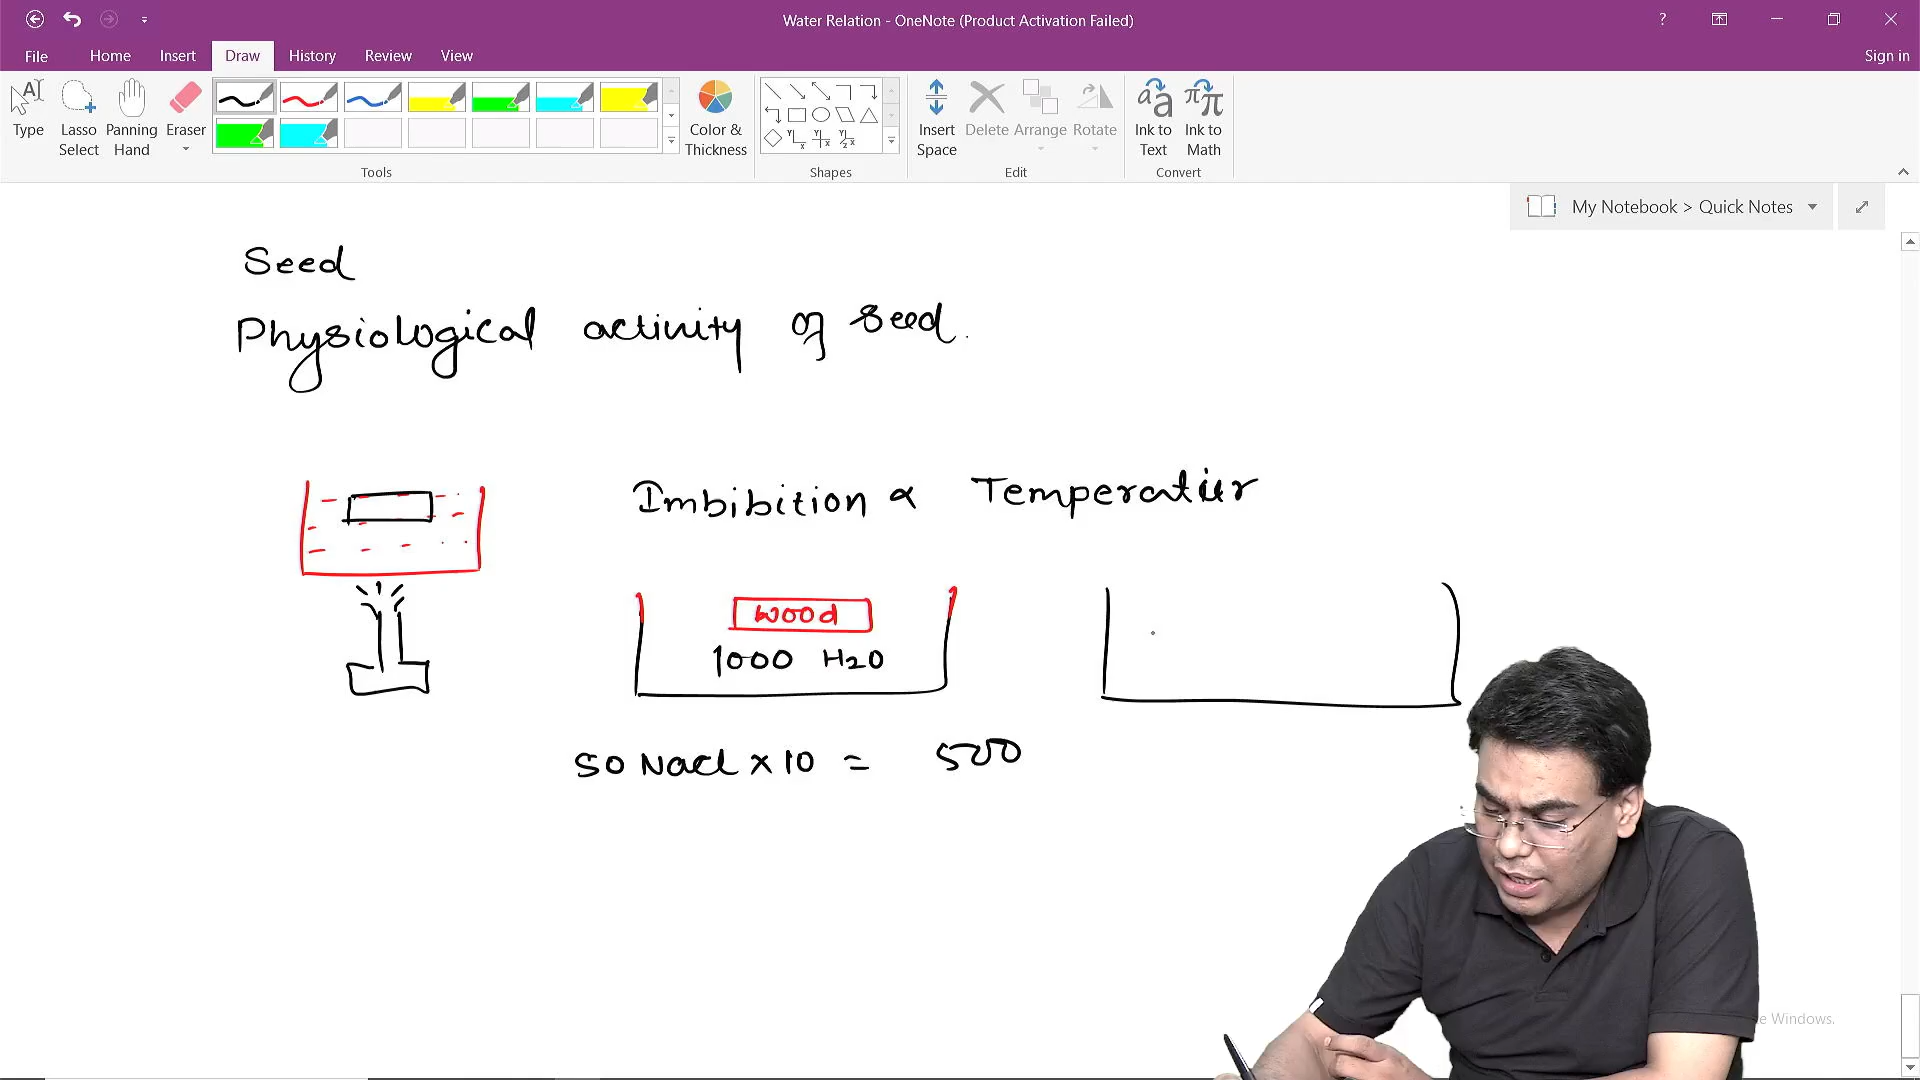 Water Relation - OneNote (Product Activation Failed)
File Home Insert Draw History Review View Sign in
Type Lasso Select Panning Hand Eraser Color & Thickness Insert Space Delete Arrange Rotate Ink to Text Ink to Math
Tools Shapes Edit Convert
My Notebook > Quick Notes
Seed
Physiological activity of seed.
Imbibition ∝ Temperatur
wood
1000 H2O
50 Nacl × 10 = 500
e Windows.